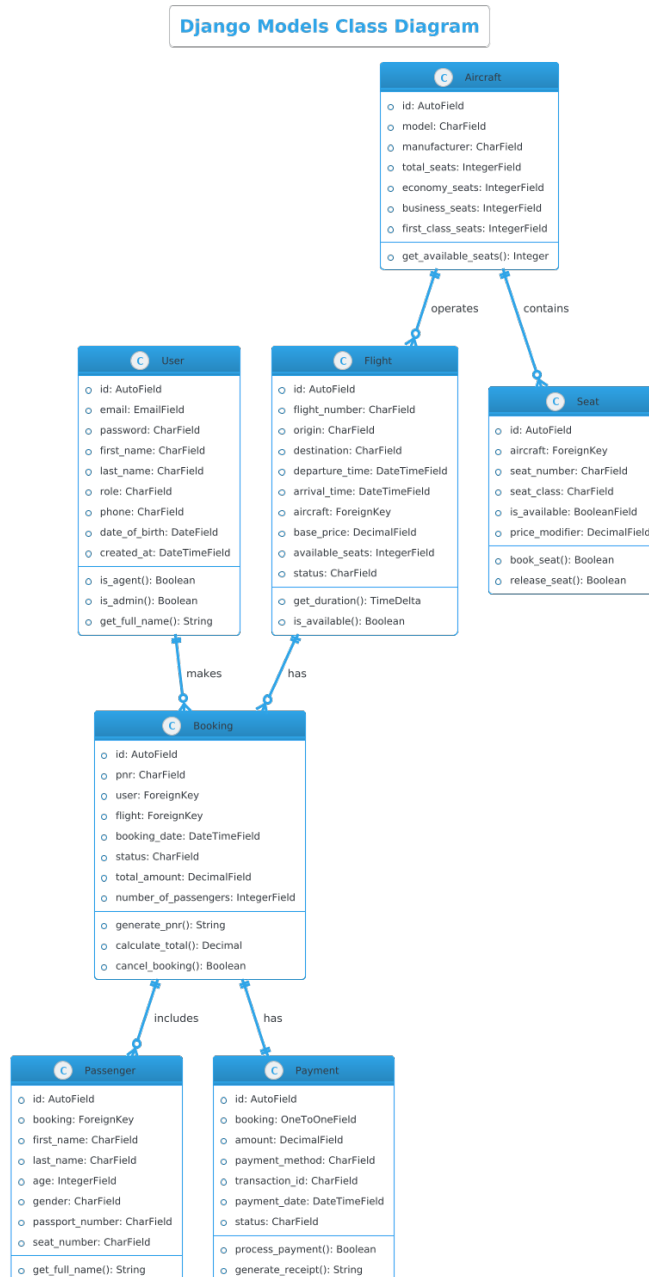 Django Models Class Diagram
C Aircraft
id: AutoField
model: CharField
manufacturer: CharField
total_seats: IntegerField
economy_seats: IntegerField
business_seats: IntegerField
first_class_seats: IntegerField
get_available_seats(): Integer
operates
contains
C User
id: AutoField
email: EmailField
password: CharField
first_name: CharField
last_name: CharField
role: CharField
phone: CharField
date_of_birth: DateField
created_at: DateTimeField
is_agent(): Boolean
is_admin(): Boolean
get_full_name(): String
C Flight
id: AutoField
flight_number: CharField
origin: CharField
destination: CharField
departure_time: DateTimeField
arrival_time: DateTimeField
aircraft: ForeignKey
base_price: DecimalField
available_seats: IntegerField
status: CharField
get_duration(): TimeDelta
is_available(): Boolean
C Seat
id: AutoField
aircraft: ForeignKey
seat_number: CharField
seat_class: CharField
is_available: BooleanField
price_modifier: DecimalField
book_seat(): Boolean
release_seat(): Boolean
makes
has
C Booking
id: AutoField
pnr: CharField
user: ForeignKey
flight: ForeignKey
booking_date: DateTimeField
status: CharField
total_amount: DecimalField
number_of_passengers: IntegerField
generate_pnr(): String
calculate_total(): Decimal
cancel_booking(): Boolean
includes
has
C Passenger
id: AutoField
booking: ForeignKey
first_name: CharField
last_name: CharField
age: IntegerField
gender: CharField
passport_number: CharField
seat_number: CharField
get_full_name(): String
C Payment
id: AutoField
booking: OneToOneField
amount: DecimalField
payment_method: CharField
transaction_id: CharField
payment_date: DateTimeField
status: CharField
process_payment(): Boolean
generate_receipt(): String